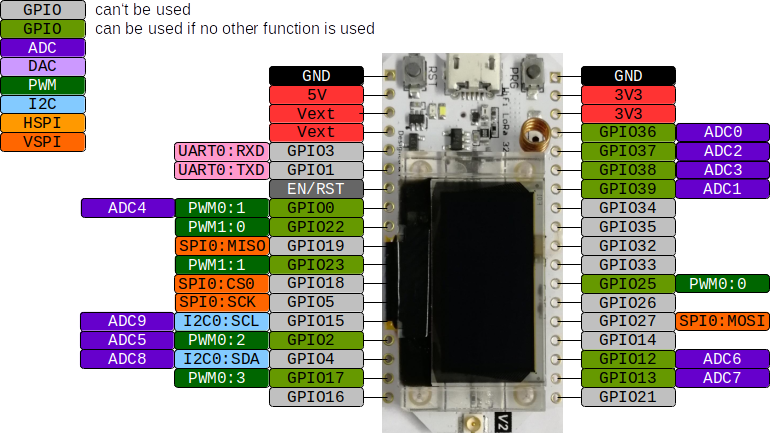 GPIO can't be used
GPIO can be used if no other function is used
ADC
DAC
PWM
I2C
HSPI
VSPI
GND
5V
Vext
Vext
UART0:RXD GPIO3
UART0:TXD GPIO1
EN/RST
ADC4 PWM0:1 GPIO0
PWM1:0 GPIO22
SPI0:MISO GPIO19
PWM1:1 GPIO23
SPI0:CS0 GPIO18
SPI0:SCK GPIO5
ADC9 I2C0:SCL GPIO15
ADC5 PWM0:2 GPIO2
ADC8 I2C0:SDA GPIO4
PWM0:3 GPIO17
GPIO16
RST
PRG
LoRa 32
V2
GND
3V3
3V3
GPIO36 ADC0
GPIO37 ADC2
GPIO38 ADC3
GPIO39 ADC1
GPIO34
GPIO35
GPIO32
GPIO33
GPIO25 PWM0:0
GPIO26
GPIO27 SPI0:MOSI
GPIO14
GPIO12 ADC6
GPIO13 ADC7
GPIO21